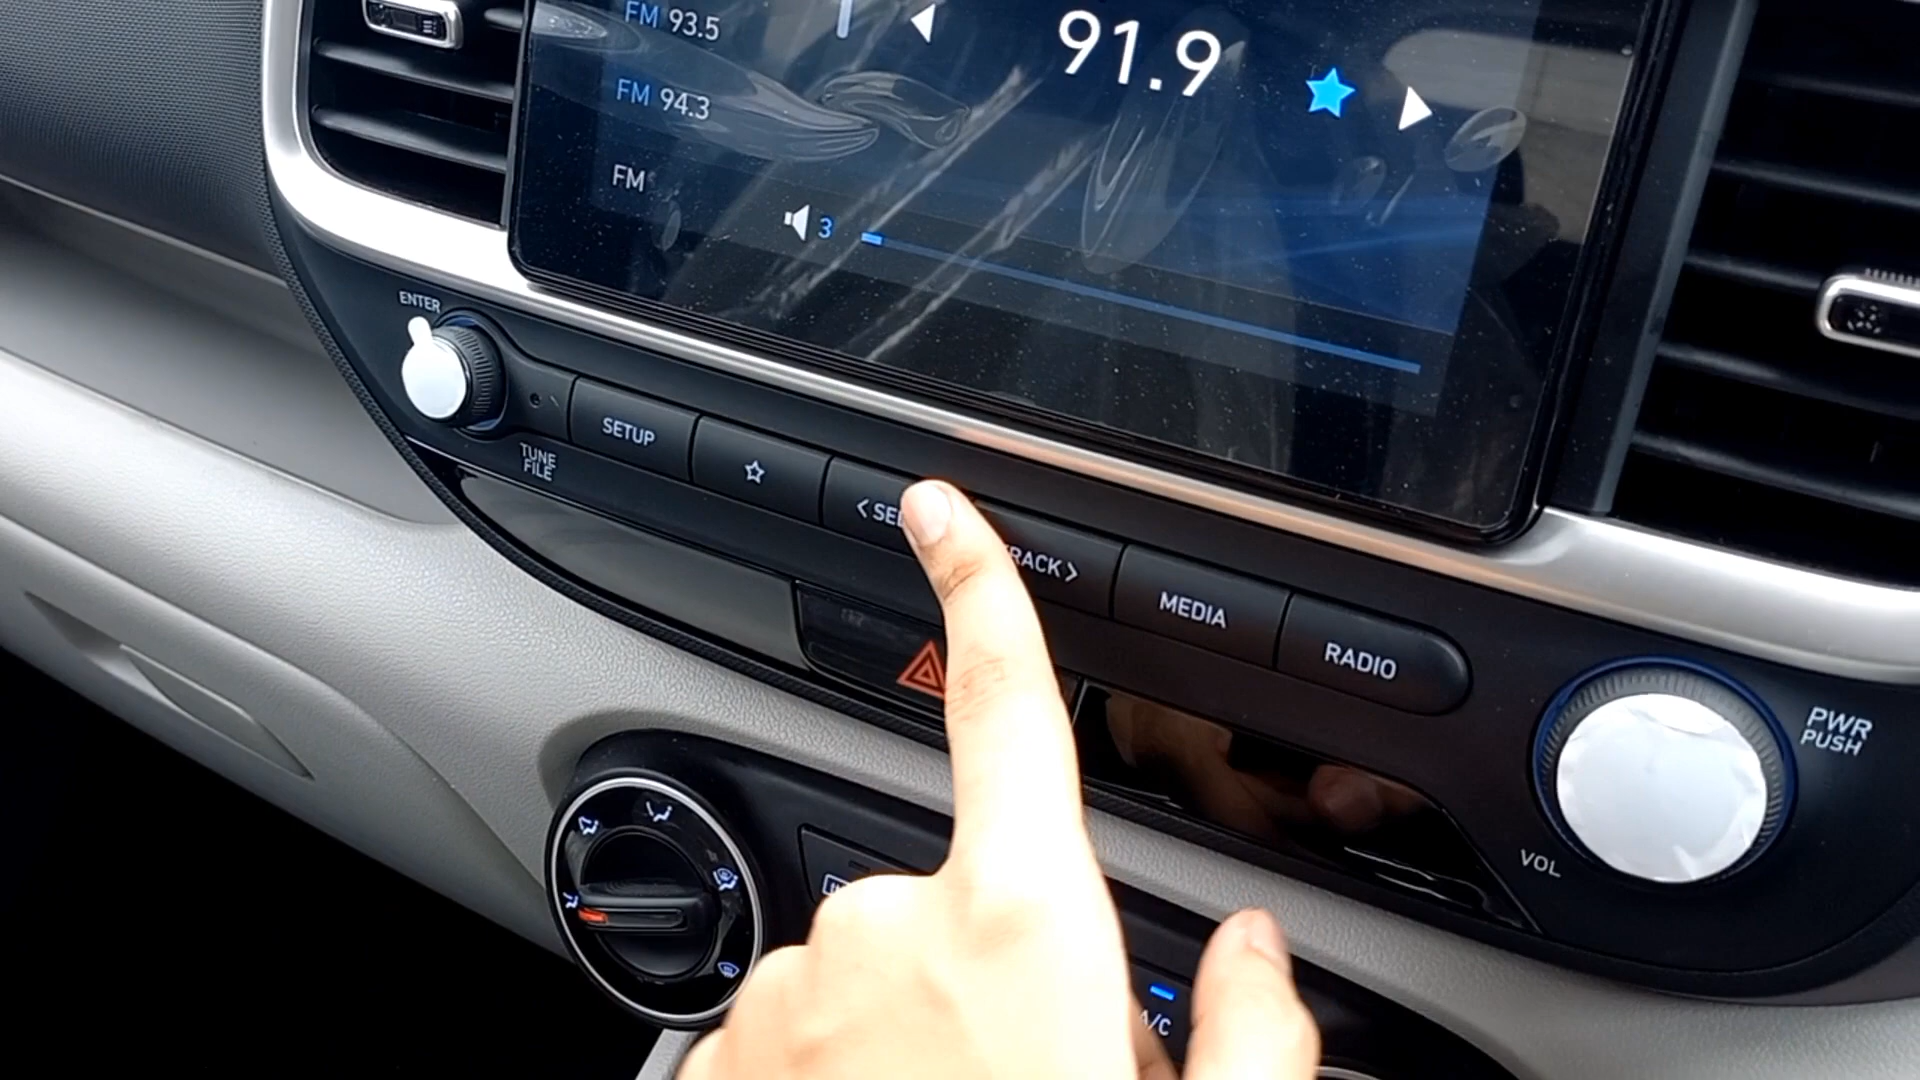 FM 93.5
91.9
FM 94.3
FM
3
ENTER
TUNE
FILE
SETUP
MEDIA
RADIO
PWR
PUSH
VOL
A/C